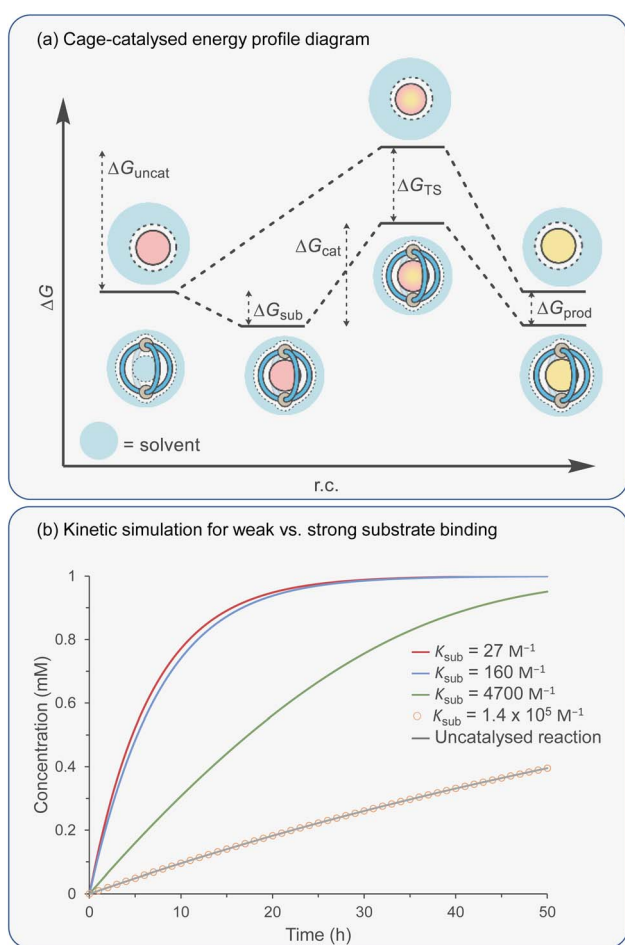 (a) Cage-catalysed energy profile diagram
ΔG
ΔGuncat
ΔGsub
ΔGcat
ΔGTS
ΔGprod
= solvent
r.c.
(b) Kinetic simulation for weak vs. strong substrate binding
Concentration (mM)
1
0.8
0.6
0.4
0.2
0
Ksub = 27 M⁻¹
Ksub = 160 M⁻¹
Ksub = 4700 M⁻¹
Ksub = 1.4 x 10⁵ M⁻¹
Uncatalysed reaction
0 10 20 30 40 50
Time (h)